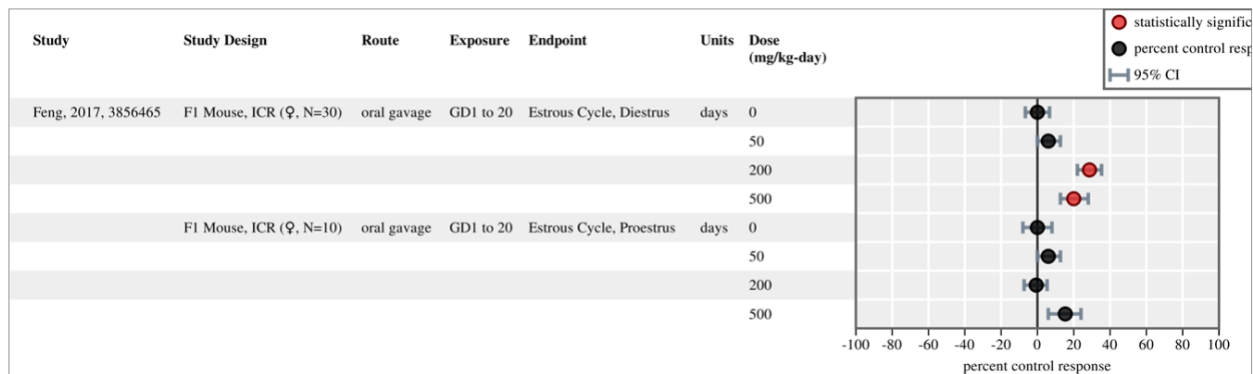 statistically signific
percent control resp
95% CI
Study Study Design Route Exposure Endpoint Units Dose
(mg/kg-day)
Feng, 2017, 3856465 F1 Mouse, ICR (♀, N=30) oral gavage GD1 to 20 Estrous Cycle, Diestrus days 0
50
200
500
F1 Mouse, ICR (♀, N=10) oral gavage GD1 to 20 Estrous Cycle, Proestrus days 0
50
200
500
-100 -80 -60 -40 -20 0 20 40 60 80 100
percent control response